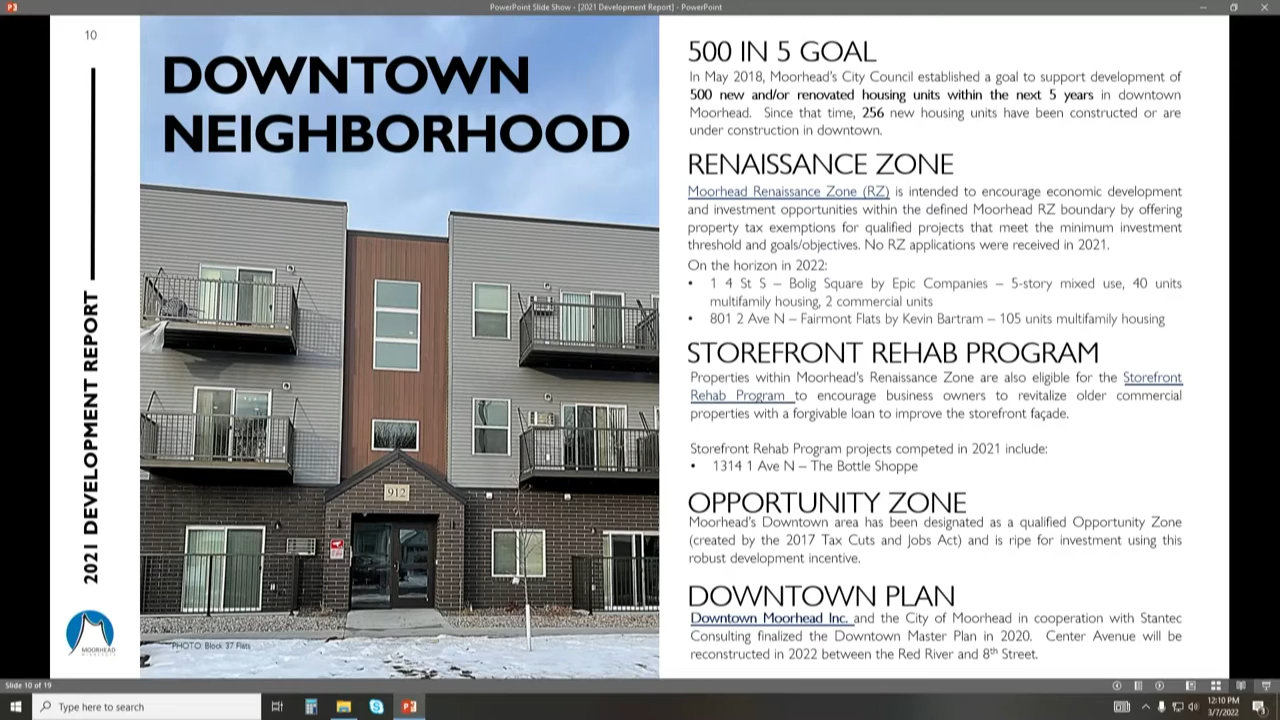 PowerPoint Slide Show - [2021 Development Report] - PowerPoint
10
2021 DEVELOPMENT REPORT
MOORHEAD
DOWNTOWN
NEIGHBORHOOD
912
PHOTO: Block 37 Flats
500 IN 5 GOAL
In May 2018, Moorhead's City Council established a goal to support development of
500 new and/or renovated housing units within the next 5 years in downtown
Moorhead. Since that time, 256 new housing units have been constructed or are
under construction in downtown.
RENAISSANCE ZONE
Moorhead Renaissance Zone (RZ) is intended to encourage economic development
and investment opportunities within the defined Moorhead RZ boundary by offering
property tax exemptions for qualified projects that meet the minimum investment
threshold and goals/objectives. No RZ applications were received in 2021.
On the horizon in 2022:
• 1 4 St S – Bolig Square by Epic Companies – 5-story mixed use, 40 units
multifamily housing, 2 commercial units
• 801 2 Ave N – Fairmont Flats by Kevin Bartram – 105 units multifamily housing
STOREFRONT REHAB PROGRAM
Properties within Moorhead's Renaissance Zone are also eligible for the Storefront
Rehab Program to encourage business owners to revitalize older commercial
properties with a forgivable loan to improve the storefront façade.
Storefront Rehab Program projects competed in 2021 include:
• 1314 1 Ave N – The Bottle Shoppe
OPPORTUNITY ZONE
Moorhead's Downtown area has been designated as a qualified Opportunity Zone
(created by the 2017 Tax Cuts and Jobs Act) and is ripe for investment using this
robust development incentive.
DOWNTOWN PLAN
Downtown Moorhead Inc. and the City of Moorhead in cooperation with Stantec
Consulting finalized the Downtown Master Plan in 2020. Center Avenue will be
reconstructed in 2022 between the Red River and 8th Street.
Slide 10 of 19
Type here to search
12:10 PM
3/7/2022